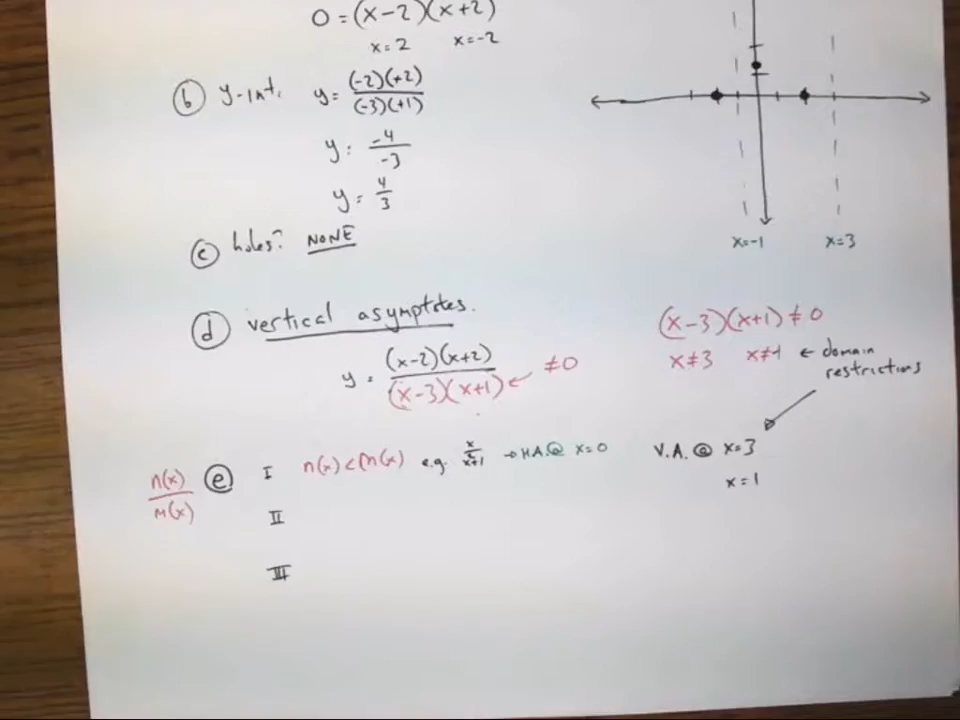 0 = (x-2)(x+2)
x=2 x=-2
(b) y-int. y= (-2)(+2) / (-3)(+1)
y= -4 / -3
y= 4 / 3
(c) holes? NONE
x=-1 x=3
(d) vertical asymptotes.
y= (x-2)(x+2) / (x-3)(x+1) ← ≠0
(x-3)(x+1) ≠ 0
x≠3 x≠-1 ← domain
restrictions
n(x) / m(x) (e) I n(x) < m(x) e.g. x / x²+1 → H.A. @ x=0
V.A. @ x=3
x=1
II
III